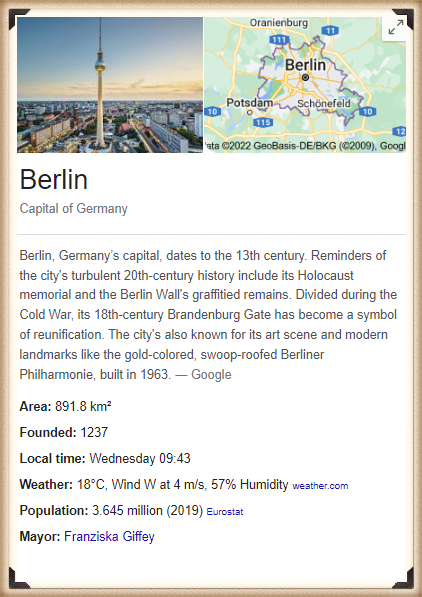 Oranienburg
111
11
Berlin
Potsdam
Schönefeld
10
10
115
12
ata ©2022 GeoBasis-DE/BKG (©2009), Googl
Berlin
Capital of Germany
Berlin, Germany's capital, dates to the 13th century. Reminders of
the city's turbulent 20th-century history include its Holocaust
memorial and the Berlin Wall's graffitied remains. Divided during the
Cold War, its 18th-century Brandenburg Gate has become a symbol
of reunification. The city's also known for its art scene and modern
landmarks like the gold-colored, swoop-roofed Berliner
Philharmonie, built in 1963. — Google
Area: 891.8 km²
Founded: 1237
Local time: Wednesday 09:43
Weather: 18°C, Wind W at 4 m/s, 57% Humidity weather.com
Population: 3.645 million (2019) Eurostat
Mayor: Franziska Giffey